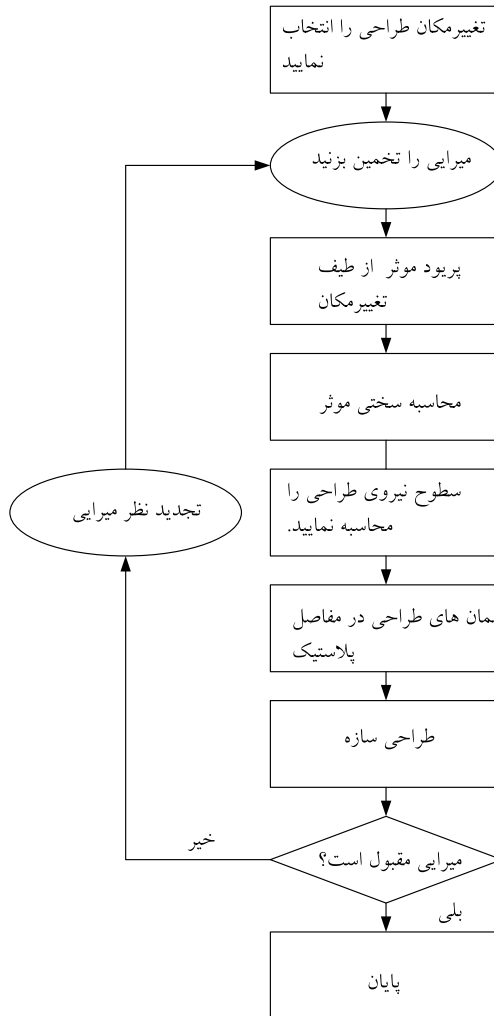 تغییرمکان طراحی را انتخاب
نمایید
میرایی را تخمین بزنید
پریود موثر از طیف
تغییرمکان
محاسبه سختی موثر
سطوح نیروی طراحی را
محاسبه نمایید.
تجدید نظر میرایی
های طراحی در مفاصل
پلاستیک
طراحی سازه
میرایی مقبول است؟
خیر
بلی
پایان